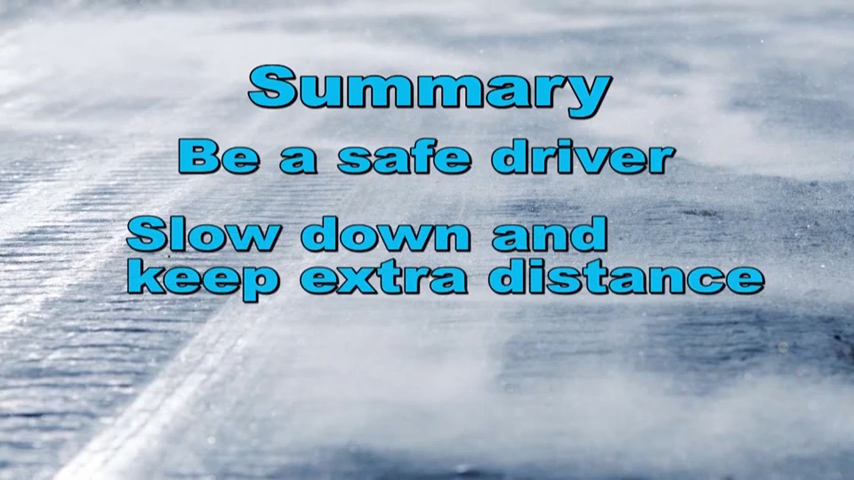 Summary
Be a safe driver
Slow down and
keep extra distance